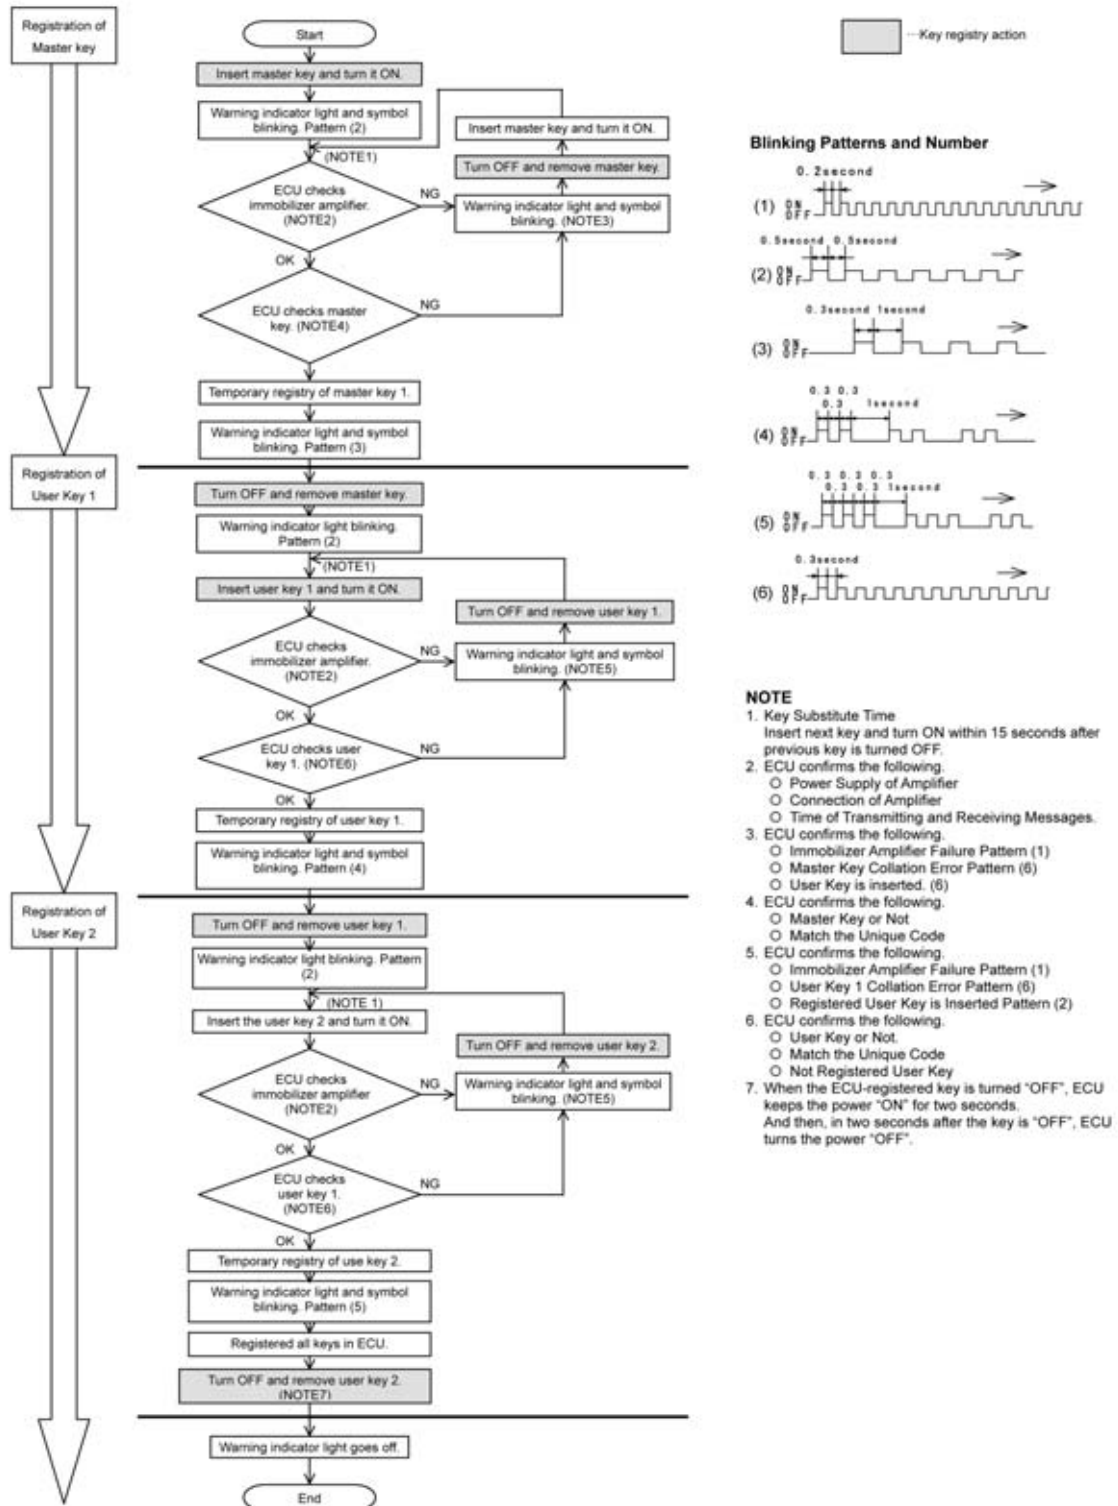 Registration of
Master key
Start
···Key registry action
Insert master key and turn it ON.
Warning indicator light and symbol
blinking. Pattern (2)
Insert master key and turn it ON.
(NOTE1)
Turn OFF and remove master key.
ECU checks
immobilizer amplifier.
(NOTE2)
NG
Warning indicator light and symbol
blinking. (NOTE3)
OK
ECU checks master
key. (NOTE4)
NG
Temporary registry of master key 1.
Warning indicator light and symbol
blinking. Pattern (3)
Registration of
User Key 1
Turn OFF and remove master key.
Warning indicator light blinking.
Pattern (2)
(NOTE1)
Insert user key 1 and turn it ON.
Turn OFF and remove user key 1.
ECU checks
immobilizer amplifier.
(NOTE2)
NG
Warning indicator light and symbol
blinking. (NOTE5)
OK
ECU checks user
key 1. (NOTE6)
NG
OK
Temporary registry of user key 1.
Warning indicator light and symbol
blinking. Pattern (4)
Registration of
User Key 2
Turn OFF and remove user key 1.
Warning indicator light blinking. Pattern
(2)
(NOTE 1)
Insert the user key 2 and turn it ON.
Turn OFF and remove user key 2.
ECU checks
immobilizer amplifier
(NOTE2)
NG
Warning indicator light and symbol
blinking. (NOTE5)
OK
ECU checks
user key 1.
(NOTE6)
NG
OK
Temporary registry of use key 2.
Warning indicator light and symbol
blinking. Pattern (5)
Registered all keys in ECU.
Turn OFF and remove user key 2.
(NOTE7)
Warning indicator light goes off.
End
Blinking Patterns and Number
0.2second
(1) ON
OFF
0.5second 0.5second
(2) ON
OFF
0.3second 1second
(3) ON
OFF
0.3 0.3
0.3 1second
(4) ON
OFF
0.3 0.3 0.3
0.3 0.3 1second
(5) ON
OFF
0.3second
(6) ON
OFF
NOTE
1. Key Substitute Time
Insert next key and turn ON within 15 seconds after
previous key is turned OFF.
2. ECU confirms the following.
O Power Supply of Amplifier
O Connection of Amplifier
O Time of Transmitting and Receiving Messages.
3. ECU confirms the following.
O Immobilizer Amplifier Failure Pattern (1)
O Master Key Collation Error Pattern (6)
O User Key is inserted. (6)
4. ECU confirms the following.
O Master Key or Not
O Match the Unique Code
5. ECU confirms the following.
O Immobilizer Amplifier Failure Pattern (1)
O User Key 1 Collation Error Pattern (6)
O Registered User Key is Inserted Pattern (2)
6. ECU confirms the following.
O User Key or Not.
O Match the Unique Code
O Not Registered User Key
7. When the ECU-registered key is turned “OFF”, ECU
keeps the power “ON” for two seconds.
And then, in two seconds after the key is “OFF”, ECU
turns the power “OFF”.